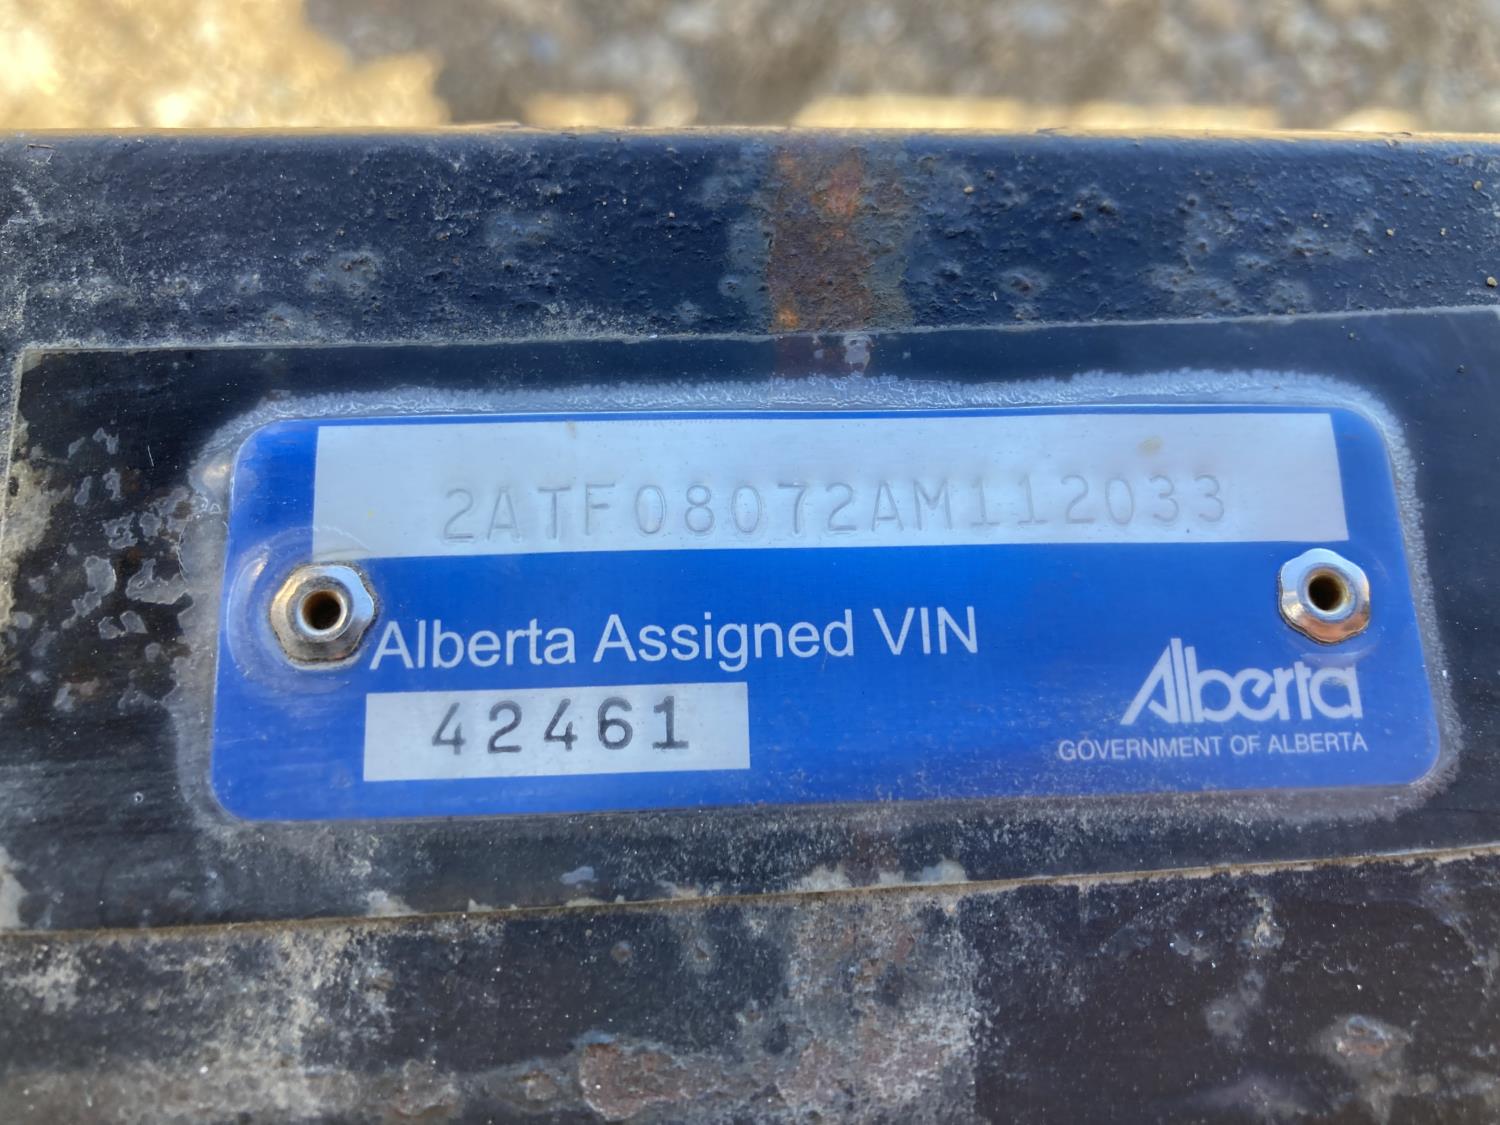 2ATF08072AM112033
Alberta Assigned VIN
42461
Alberta
GOVERNMENT OF ALBERTA